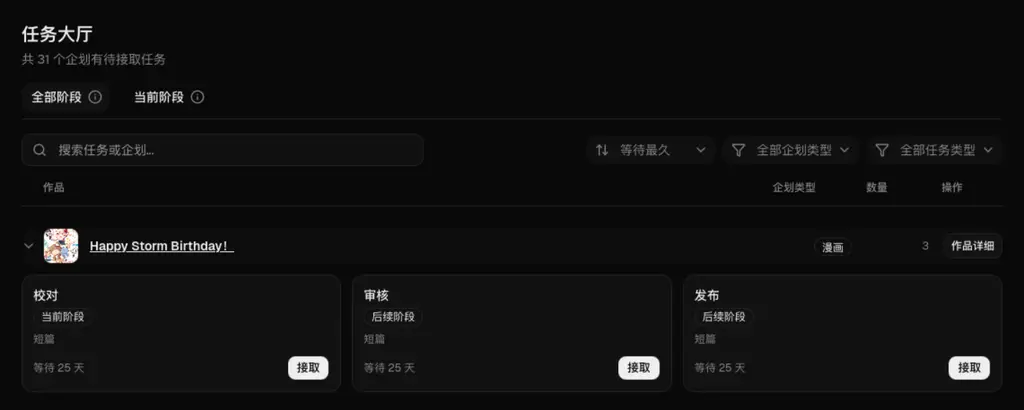 任务大厅
共 31 个企划有待接取任务
全部阶段 当前阶段
搜索任务或企划... 等待最久 全部企划类型 全部任务类型
作品 企划类型 数量 操作
Happy Storm Birthday! 漫画 3 作品详细
校对
当前阶段
短篇
等待 25 天 接取
审核
后续阶段
短篇
等待 25 天 接取
发布
后续阶段
短篇
等待 25 天 接取